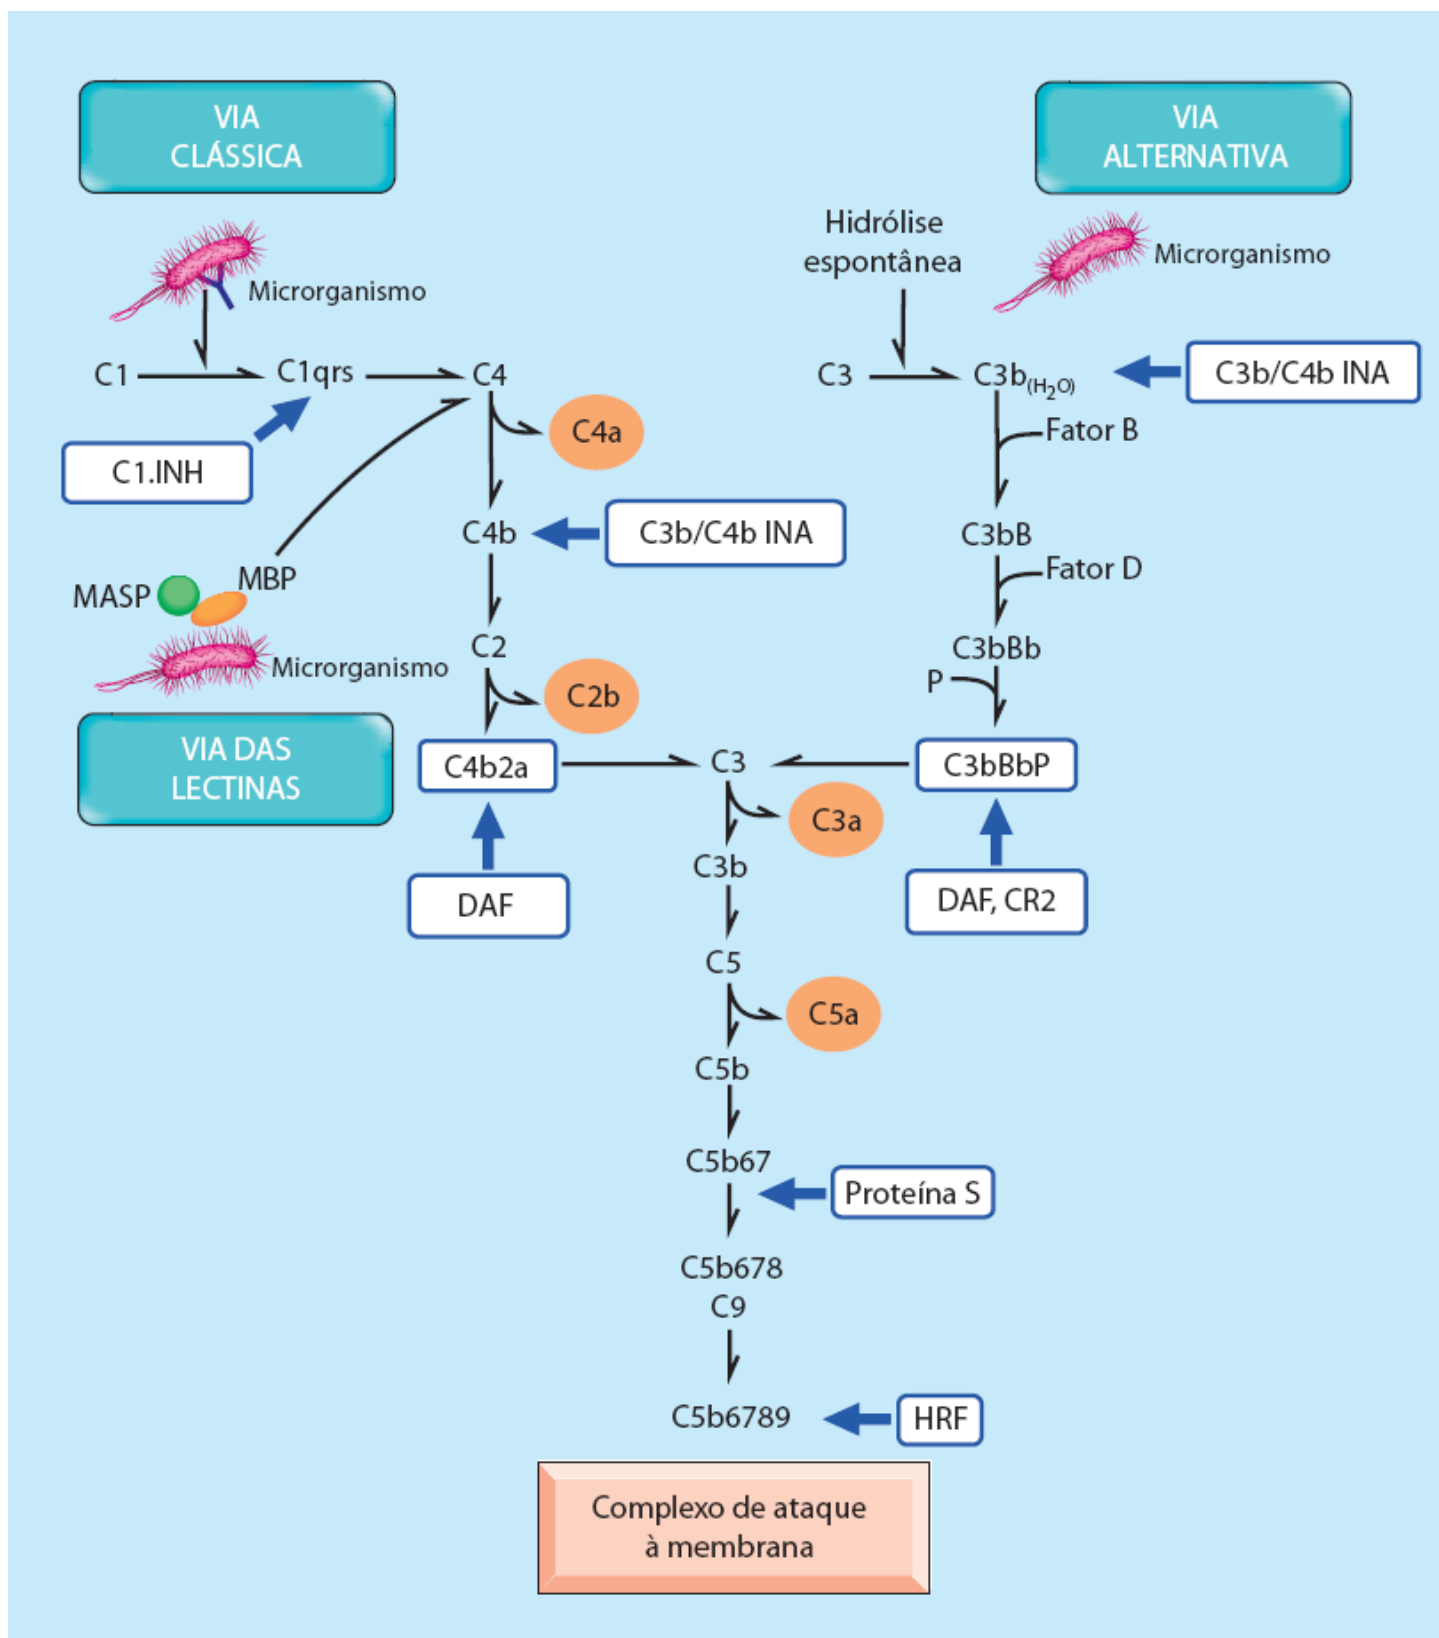 VIA
CLÁSSICA
VIA
ALTERNATIVA
Hidrólise
espontânea
Microrganismo
Microrganismo
C1
C1qrs
C4
C3
C3b(H2O)
C3b/C4b INA
C4a
Fator B
C1.INH
C4b
C3b/C4b INA
C3bB
MASP
MBP
Fator D
C2
C3bBb
Microrganismo
P
C2b
VIA DAS
LECTINAS
C4b2a
C3
C3bBbP
C3a
C3b
DAF
DAF, CR2
C5
C5a
C5b
C5b67
Proteína S
C5b678
C9
C5b6789
HRF
Complexo de ataque
à membrana